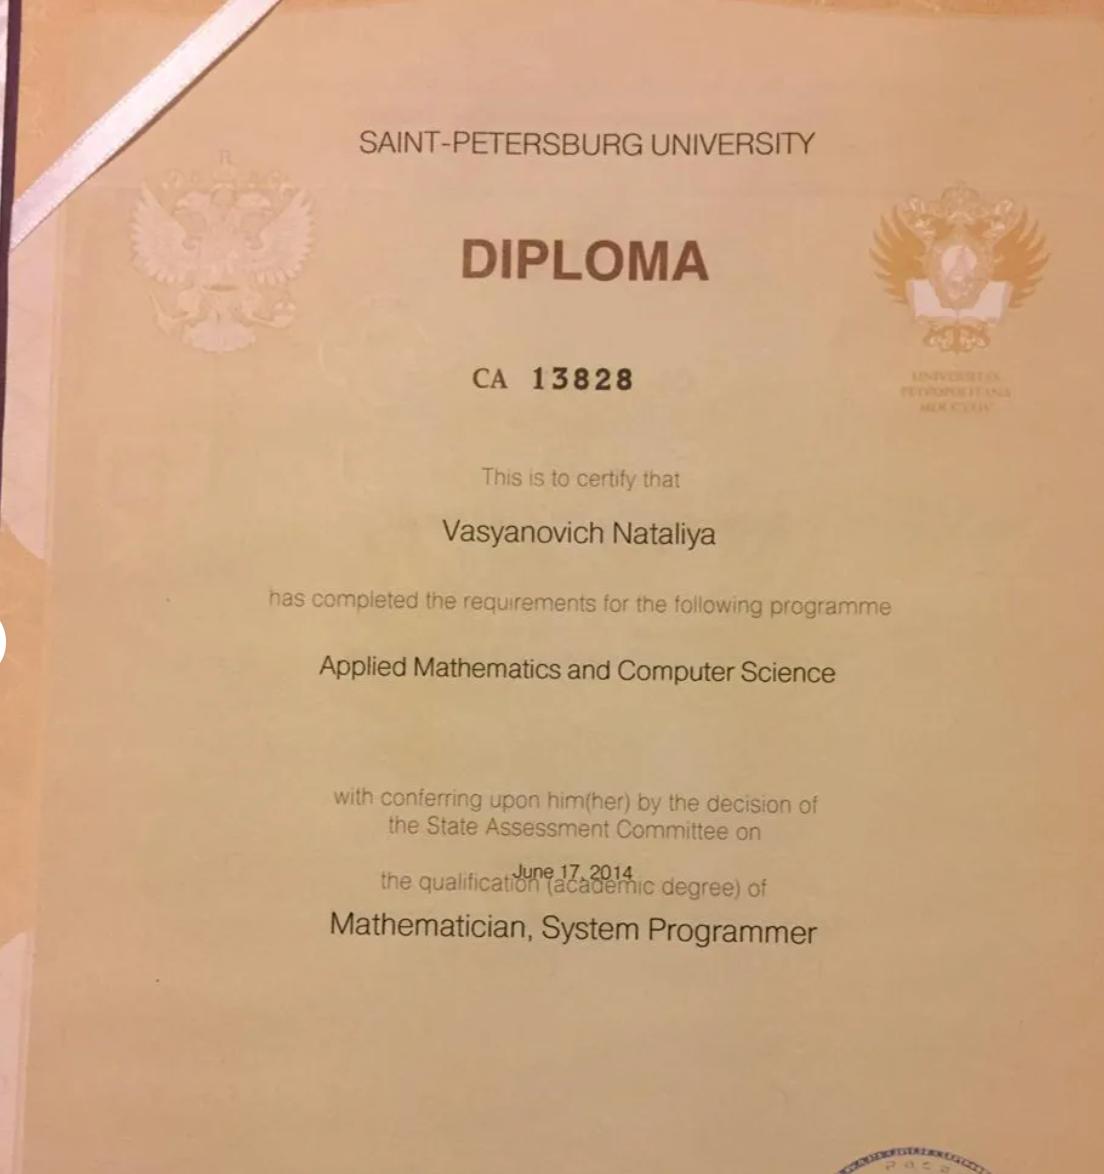 SAINT-PETERSBURG UNIVERSITY
DIPLOMA
CA 13828
UNIVERSITAS
PETROPOLITANA
This is to certify that
Vasyanovich Nataliya
has completed the requirements for the following programme
Applied Mathematics and Computer Science
with conferring upon him(her) by the decision of
the State Assessment Committee on
June 17, 2014
the qualification (academic degree) of
Mathematician, System Programmer